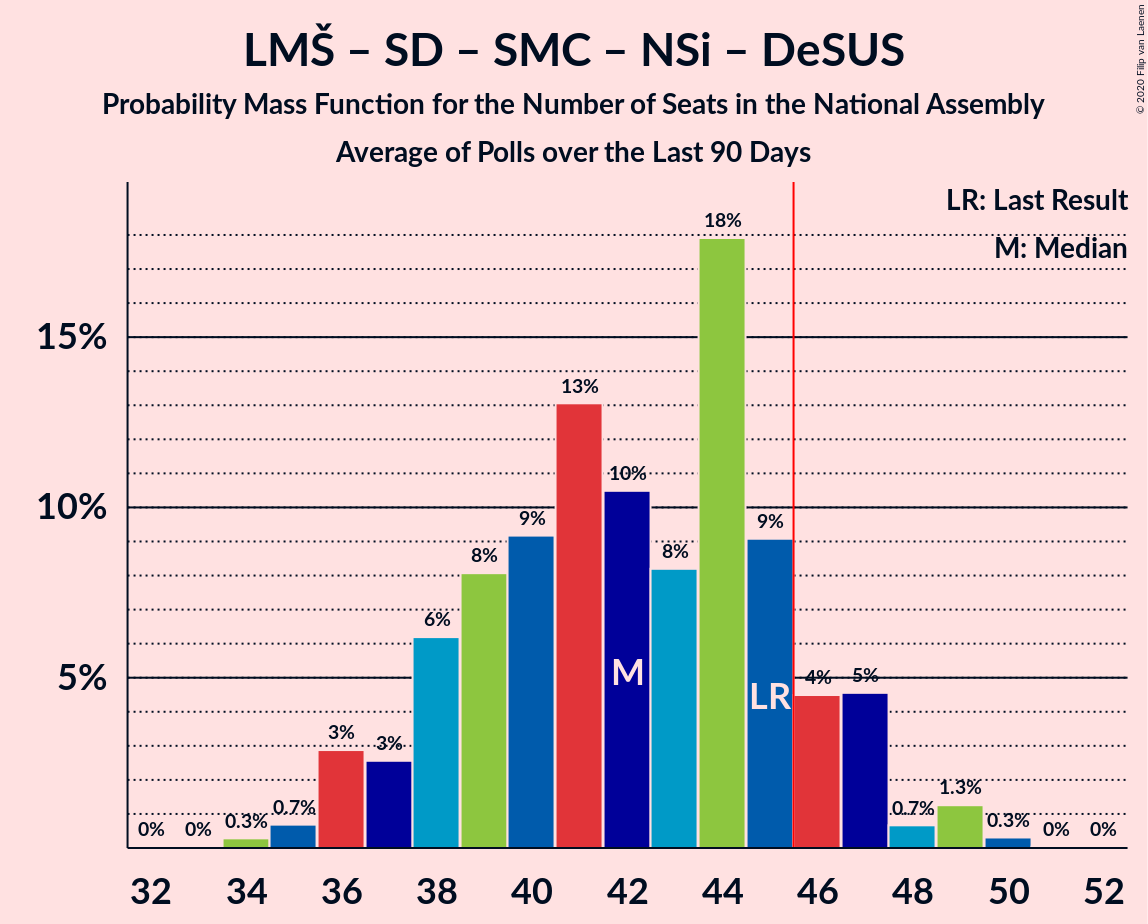 LMŠ – SD – SMC – NSi – DeSUS
Probability Mass Function for the Number of Seats in the National Assembly
Average of Polls over the Last 90 Days
© 2020 Filip van Laenen
LR: Last Result
M: Median
15%
10%
5%
0%
0%
0.3%
0.7%
3%
3%
6%
8%
9%
13%
10%
8%
18%
9%
4%
5%
0.7%
1.3%
0.3%
0%
0%
M
LR
32 34 36 38 40 42 44 46 48 50 52